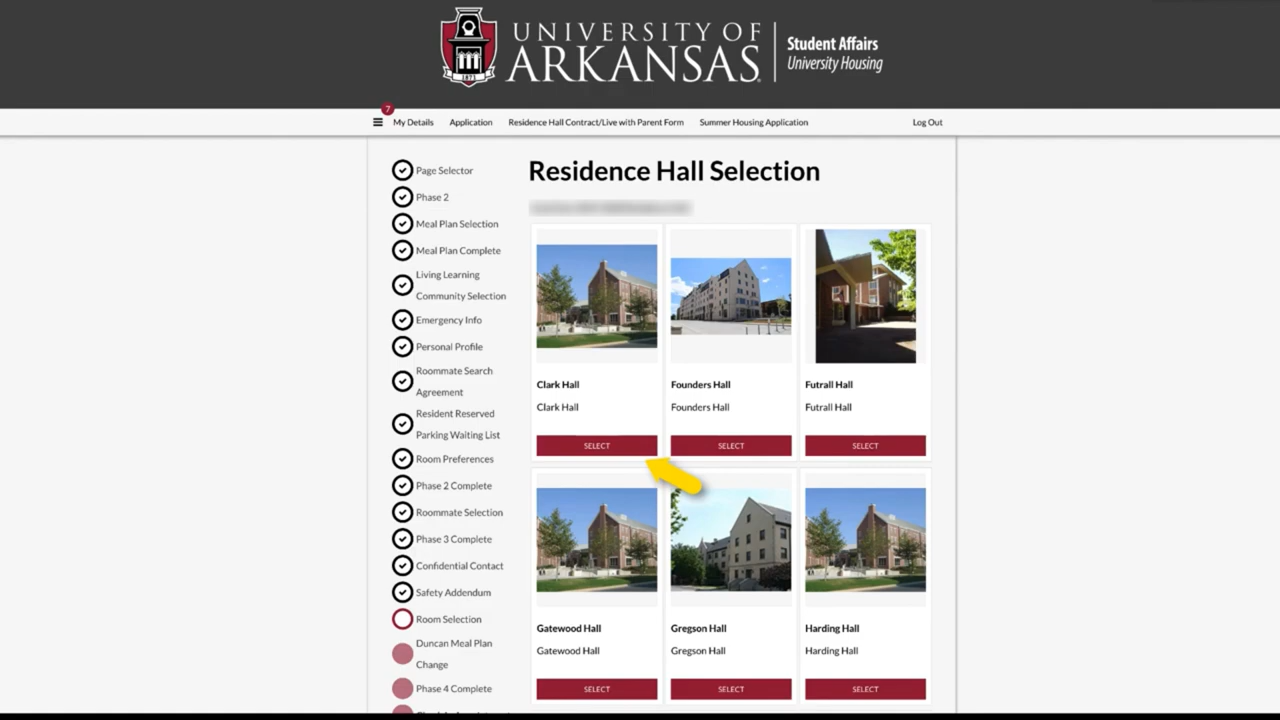 UNIVERSITY OF
ARKANSAS
Student Affairs
University Housing
1871
7
My Details
Application
Residence Hall Contract/Live with Parent Form
Summer Housing Application
Log Out
Page Selector
Phase 2
Meal Plan Selection
Meal Plan Complete
Living Learning
Community Selection
Emergency Info
Personal Profile
Roommate Search
Agreement
Resident Reserved
Parking Waiting List
Room Preferences
Phase 2 Complete
Roommate Selection
Phase 3 Complete
Confidential Contact
Safety Addendum
Room Selection
Duncan Meal Plan
Change
Phase 4 Complete
Residence Hall Selection
Clark Hall
Clark Hall
SELECT
Founders Hall
Founders Hall
SELECT
Futrall Hall
Futrall Hall
SELECT
Gatewood Hall
Gatewood Hall
SELECT
Gregson Hall
Gregson Hall
SELECT
Harding Hall
Harding Hall
SELECT